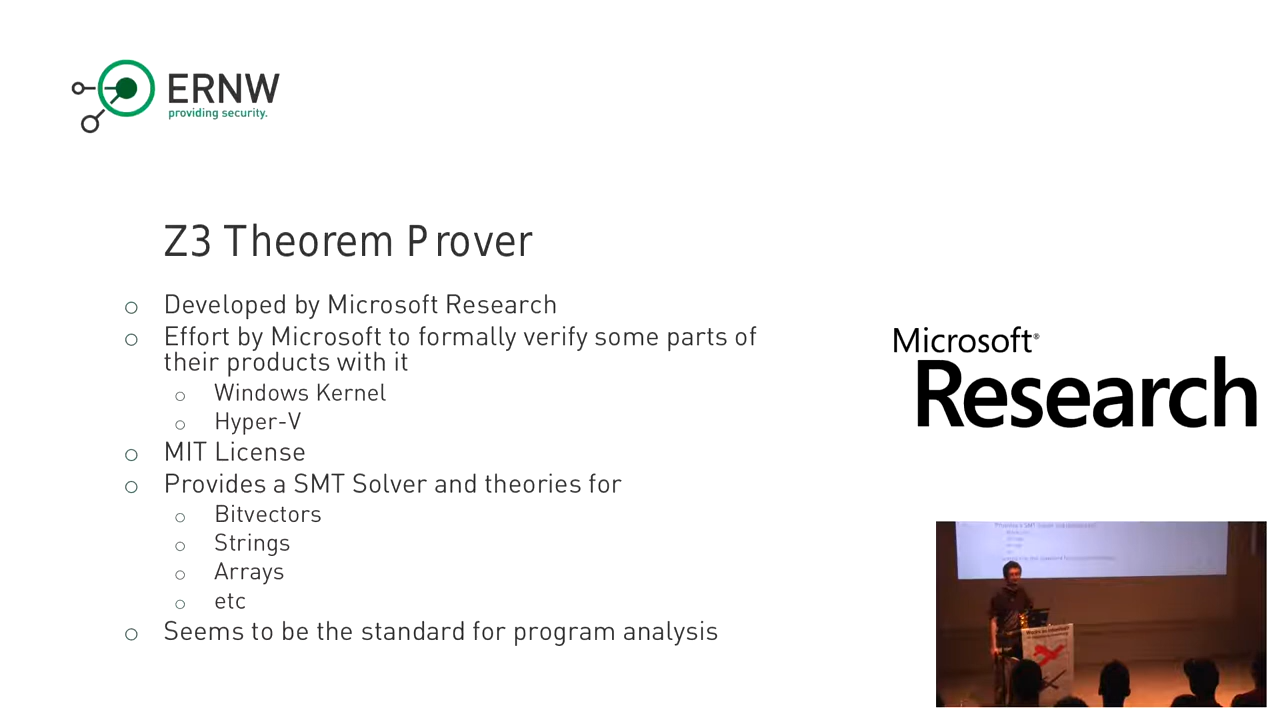 ERNW
providing security.
Z3 Theorem Prover
Developed by Microsoft Research
Effort by Microsoft to formally verify some parts of
their products with it
Windows Kernel
Hyper-V
MIT License
Provides a SMT Solver and theories for
Bitvectors
Strings
Arrays
etc
Seems to be the standard for program analysis
Microsoft®
Research